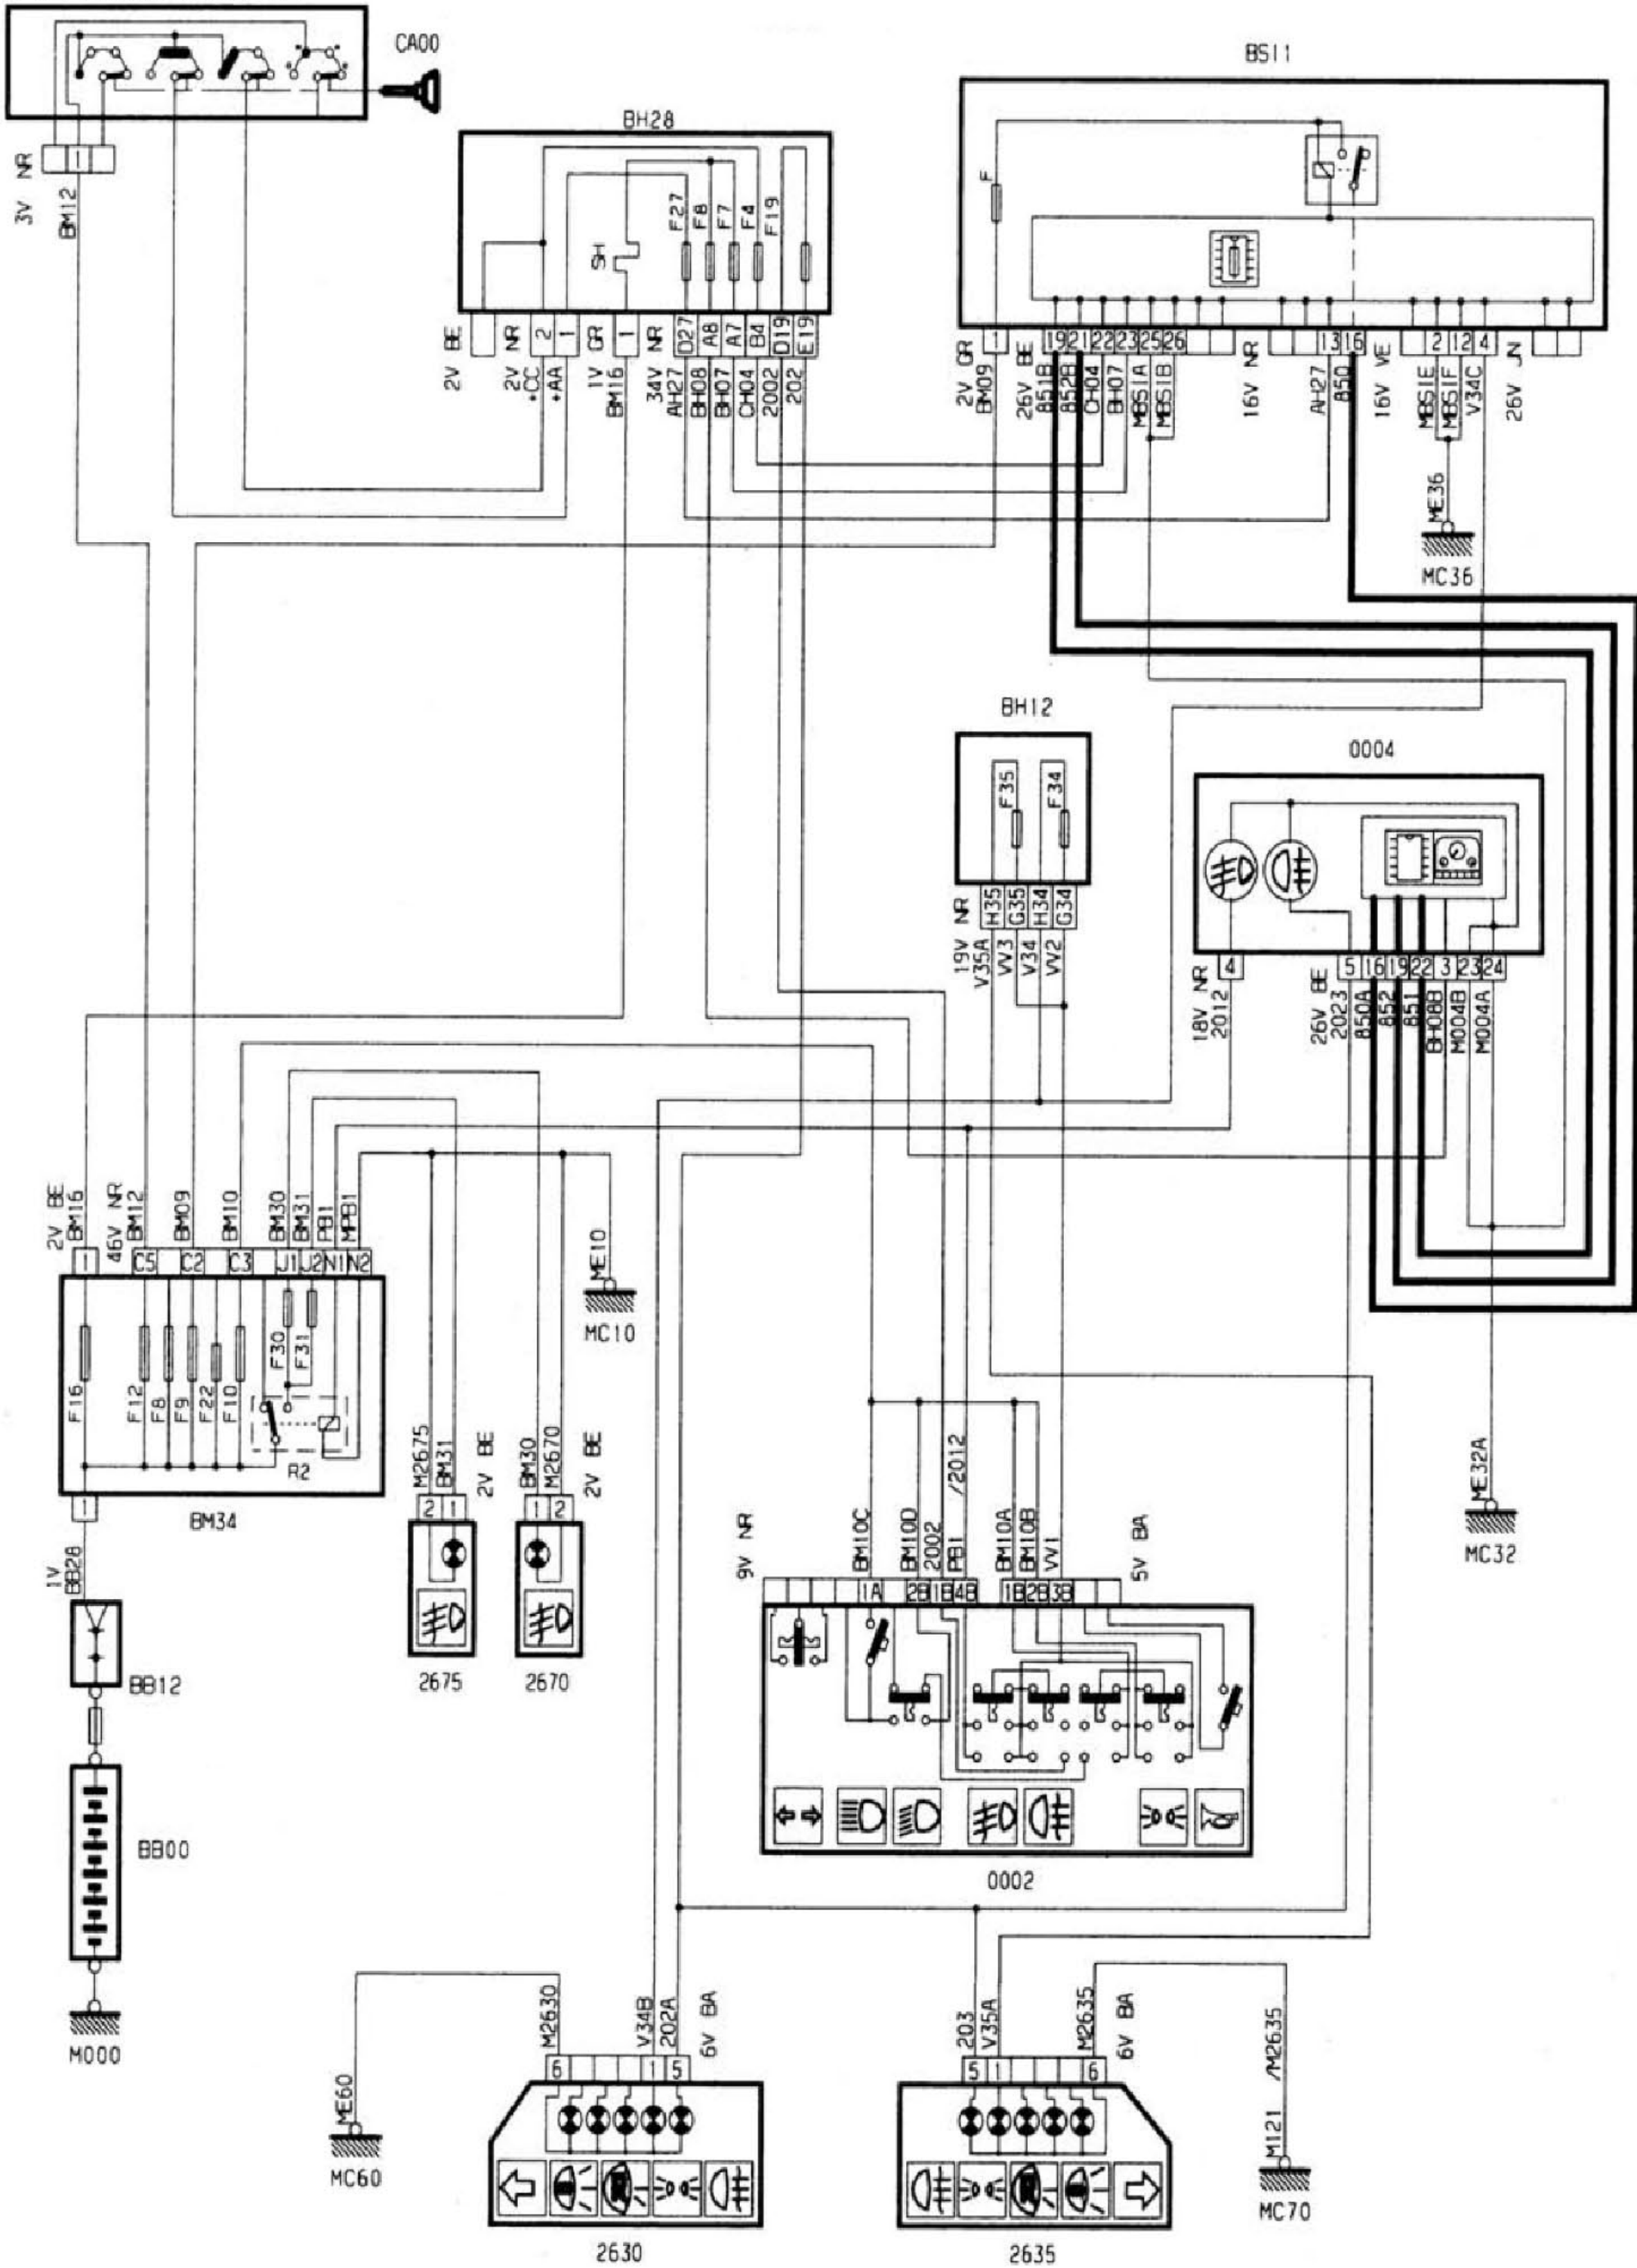 CA00
3V NR
BM12
BH28
SH
F27
F8
F7
F4
F19
2V BE
2V NR
2
+CC
1
+AA
1V GR
1
BM16
34V NR
D27
A8
A7
B4
D19
E19
AH27
BH08
BH07
CH04
2002
202
BSI1
F
2V GR
1
BM09
26V BE
19
21
22
23
25
26
851B
852B
CH04
BH07
MBS1A
MBS1B
16V NR
13
16
AH27
850
16V VE
2
12
4
MBS1E
MBS1F
V34C
26V JN
ME36
MC36
BH12
F35
F34
19V NR
H35
G35
H34
G34
V35A
VV3
V34
VV2
0004
18V NR
4
2012
26V BE
5
16
19
22
3
23
24
2023
850A
852
851
BH08B
M004B
M004A
2V BE
1
BM16
46V NR
C5
C2
C3
J1
J2
N1
N2
BM12
BM09
BM10
BM30
BM31
PB1
MPB1
F16
F12
F8
F9
F22
F10
F30
F31
R2
1
BM34
1V
BB28
BB12
BB00
M000
ME10
MC10
M2675
BM31
2V BE
2
1
2675
BM30
M2670
2V BE
1
2
2670
ME32A
MC32
9V NR
BM10C
BM10D
2002
PB1
/2012
BM10A
BM10B
VV1
5V BA
1A
2B
1B
4B
1B
2B
3B
0002
M2630
V34B
202A
6V BA
6
1
5
ME60
MC60
2630
203
V35A
M2635
6V BA
5
1
6
M121 /M2635
MC70
2635